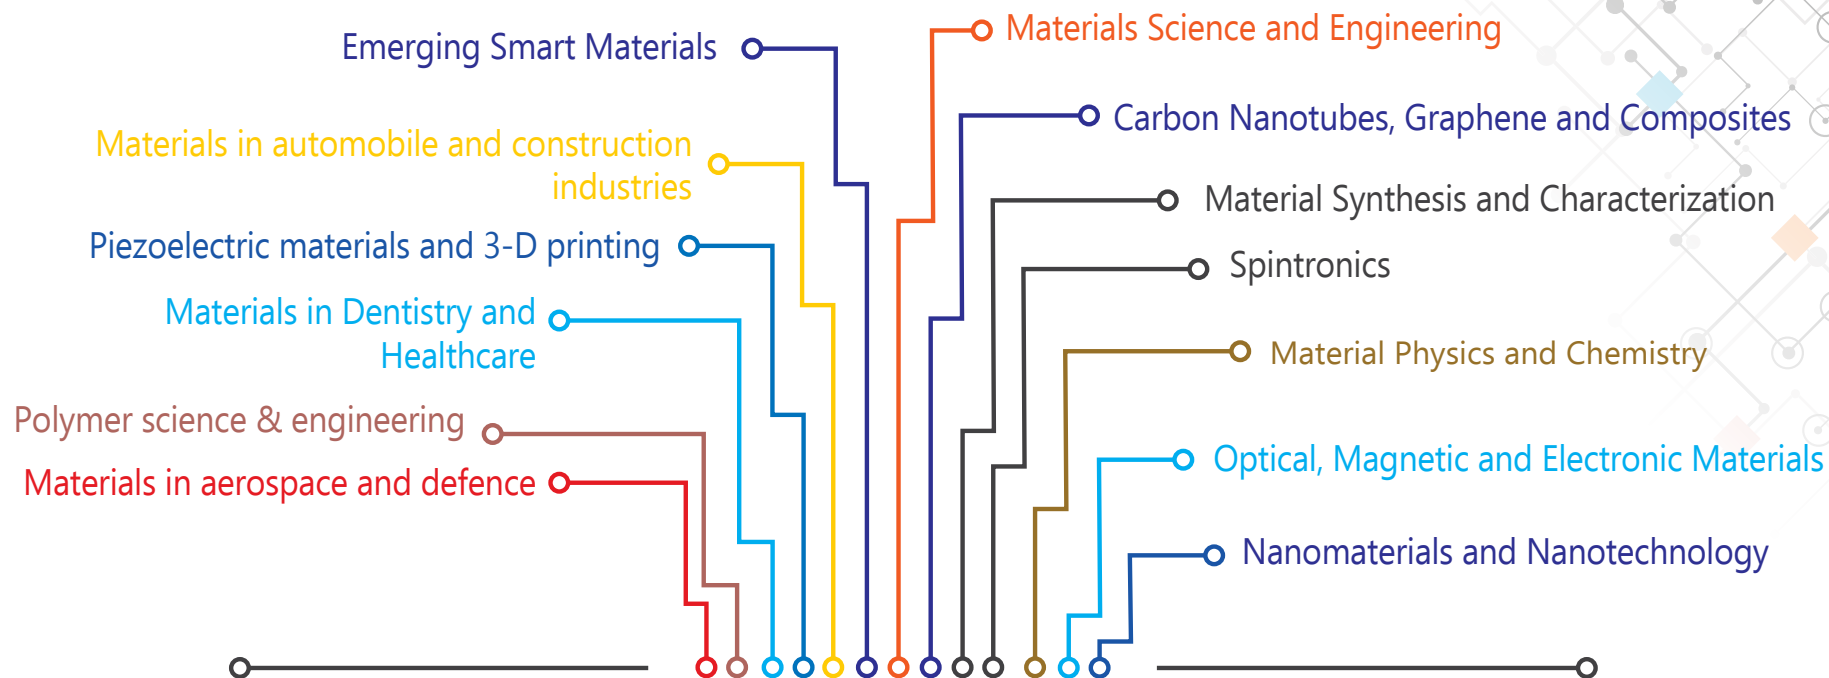 Emerging Smart Materials
Materials in automobile and construction
industries
Piezoelectric materials and 3-D printing
Materials in Dentistry and
Healthcare
Polymer science & engineering
Materials in aerospace and defence
Materials Science and Engineering
Carbon Nanotubes, Graphene and Composites
Material Synthesis and Characterization
Spintronics
Material Physics and Chemistry
Optical, Magnetic and Electronic Materials
Nanomaterials and Nanotechnology